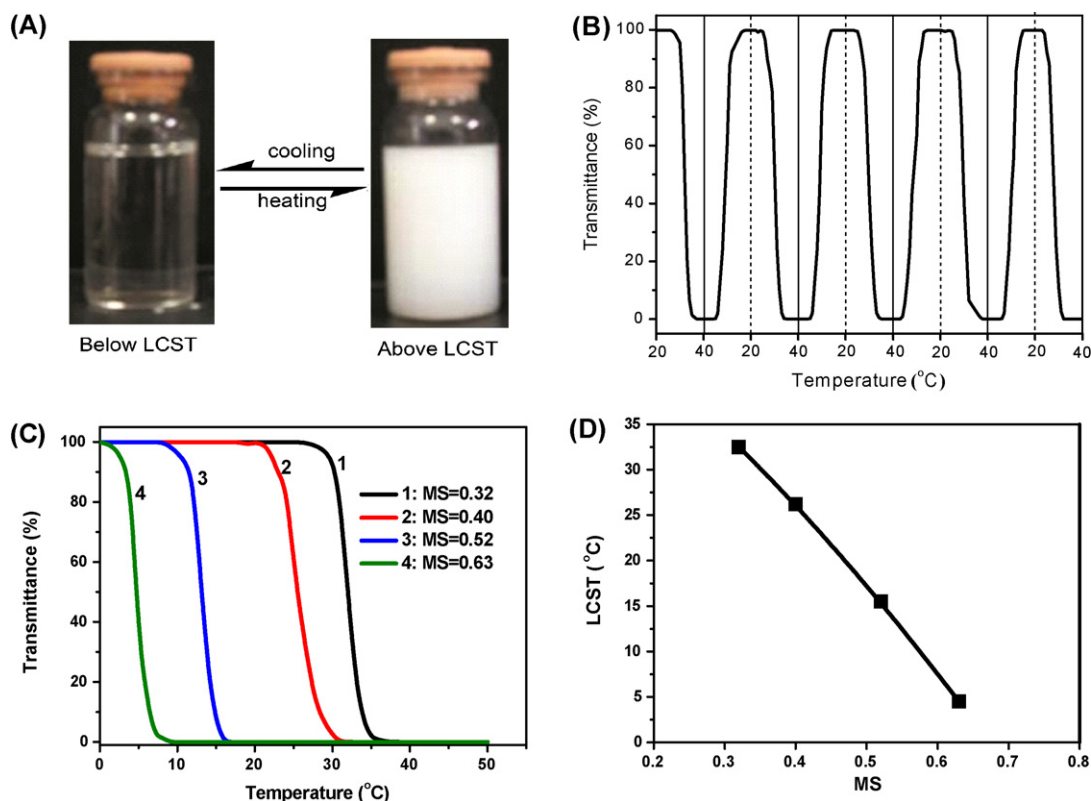 (A)
cooling
heating
Below LCST
Above LCST
(B)
Transmittance (%)
100
80
60
40
20
0
20 40 20 40 20 40 20 40 20 40
Temperature (°C)
(C)
Transmittance (%)
100
80
60
40
20
0
4
3
2
1
1: MS=0.32
2: MS=0.40
3: MS=0.52
4: MS=0.63
0 10 20 30 40 50
Temperature (°C)
(D)
LCST (°C)
35
30
25
20
15
10
5
0
0.2 0.3 0.4 0.5 0.6 0.7 0.8
MS